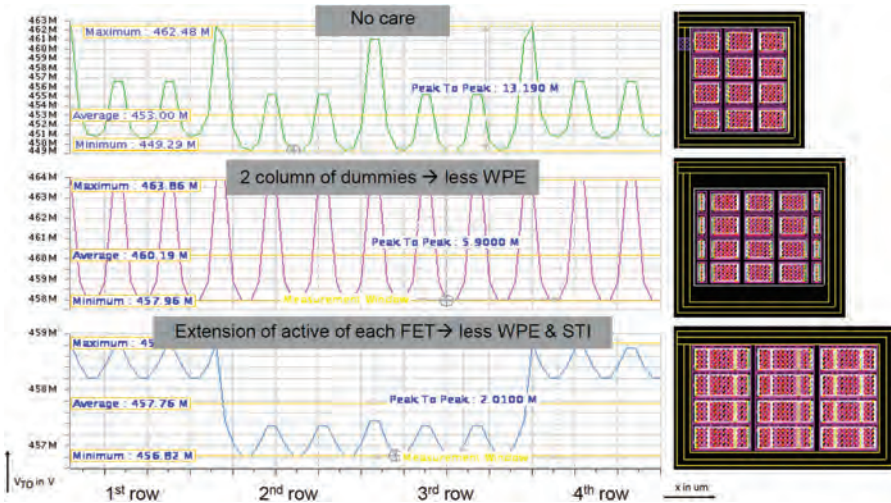 No care
463M
462M
461M
460M
459M
458M
457M
456M
455M
454M
453M
452M
451M
450M
449M
Maximum : 462.48 M
Peak To Peak : 13.190 M
Average : 453.00 M
Minimum : 449.29 M
2 column of dummies → less WPE
464M
463M
462M
461M
460M
459M
458M
Maximum : 463.86 M
Peak To Peak : 5.9000 M
Average : 460.19 M
Minimum : 457.96 M
Measurement Window
Extension of active of each FET→ less WPE & STI
459M
458M
457M
Maximum : 45
Average : 457.76 M
Peak To Peak : 2.0100 M
Minimum : 456.82 M
Measurement Window
VTO in V
1st row
2nd row
3rd row
4th row
x in um